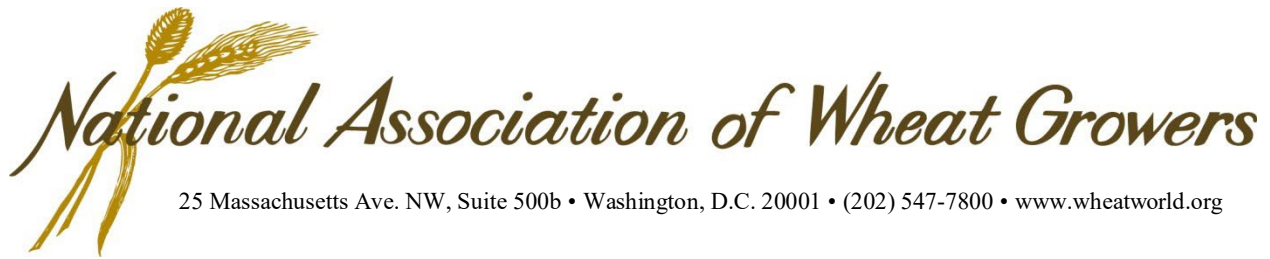 National Association of Wheat Growers
25 Massachusetts Ave. NW, Suite 500b • Washington, D.C. 20001 • (202) 547-7800 • www.wheatworld.org